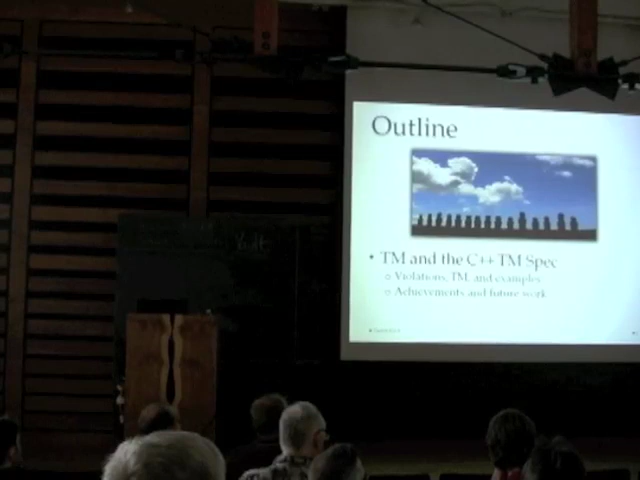 Outline
• TM and the C++ TM Spec
o Violations, TM, and examples
o Achievements and future work